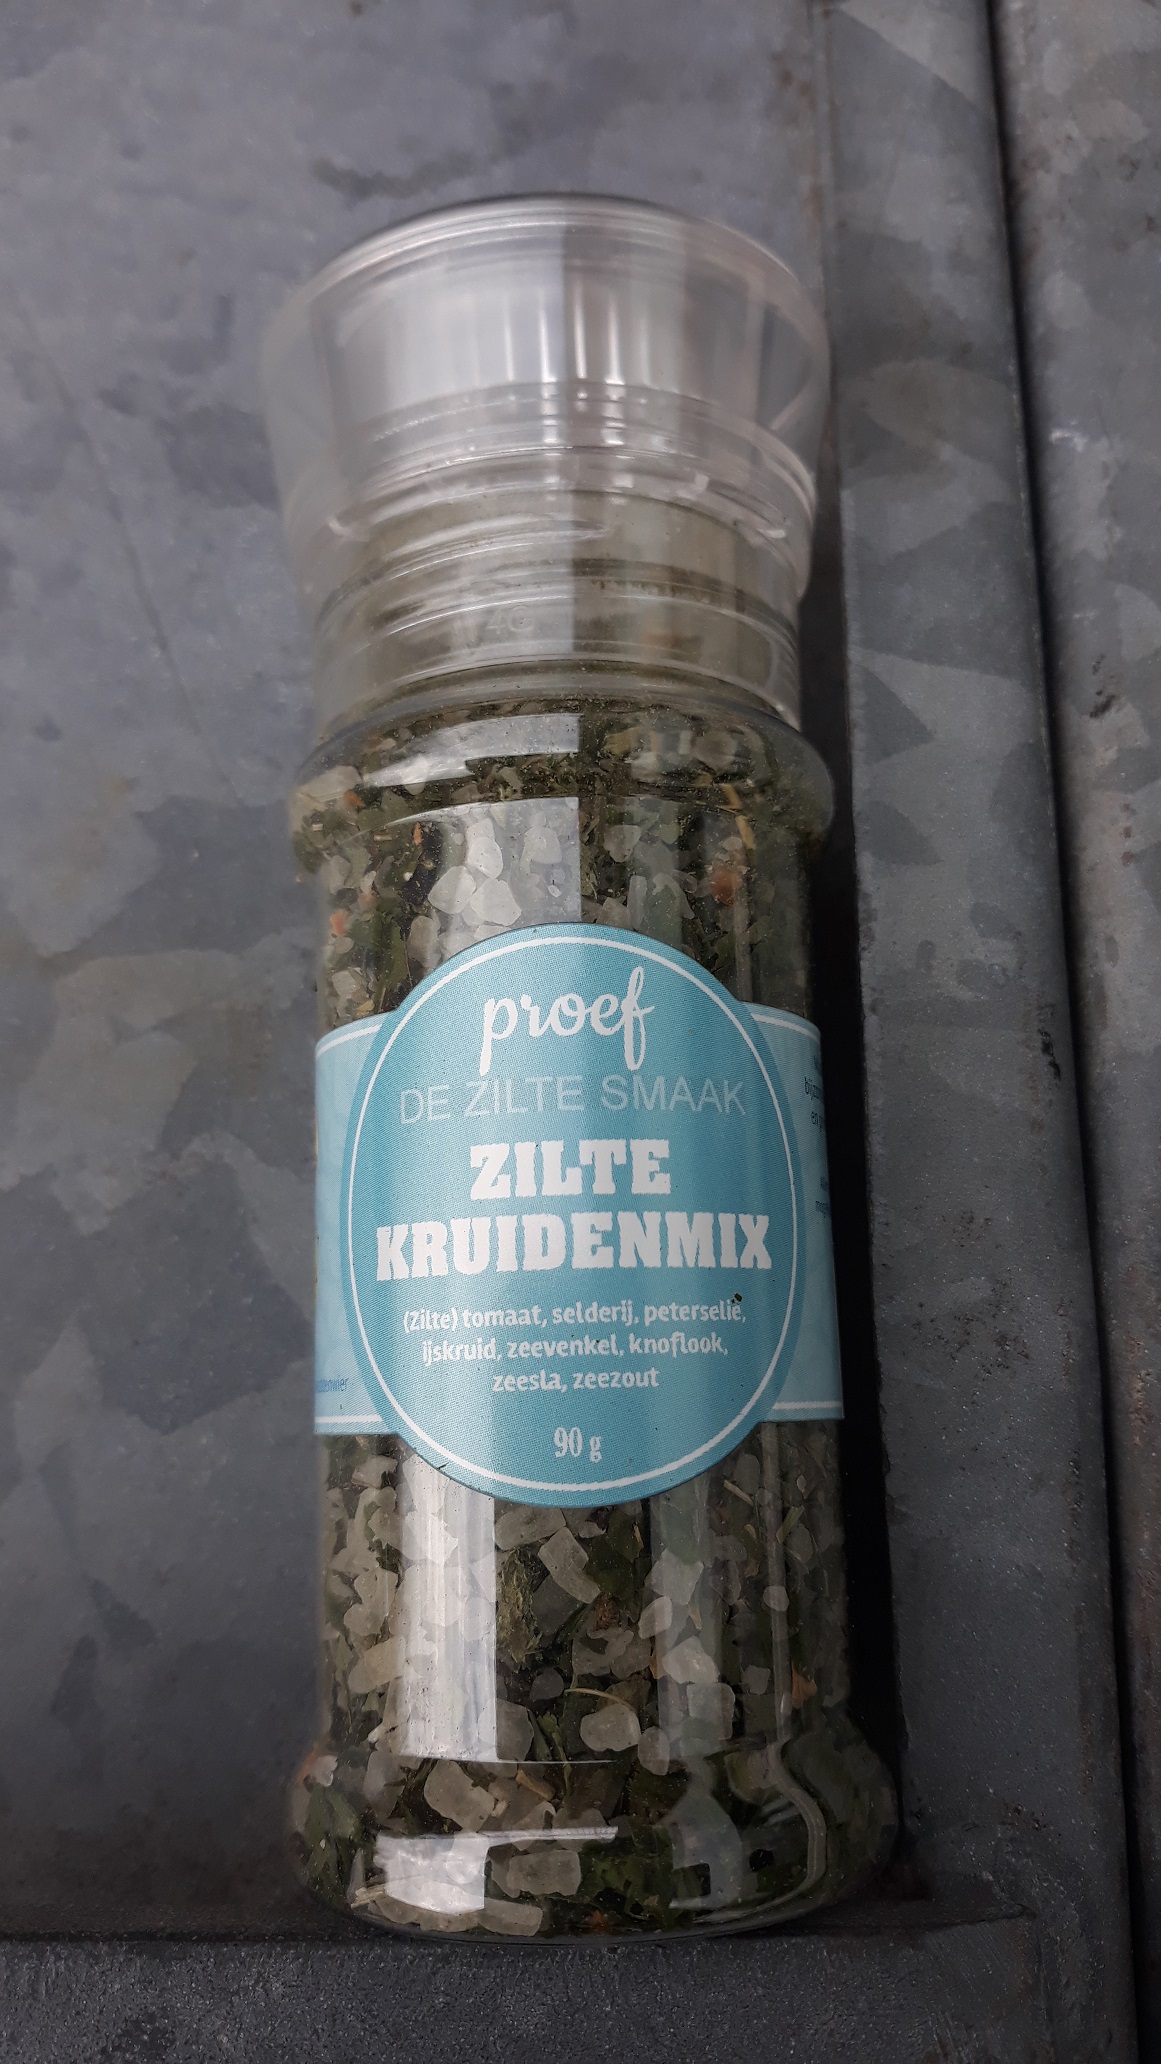 proef
DE ZILTE SMAAK
ZILTE
KRUIDENMIX
(Zilte) tomaat, selderij, peterselie,
ijskruid, zeevenkel, knoflook,
zeesla, zeezout
90 g